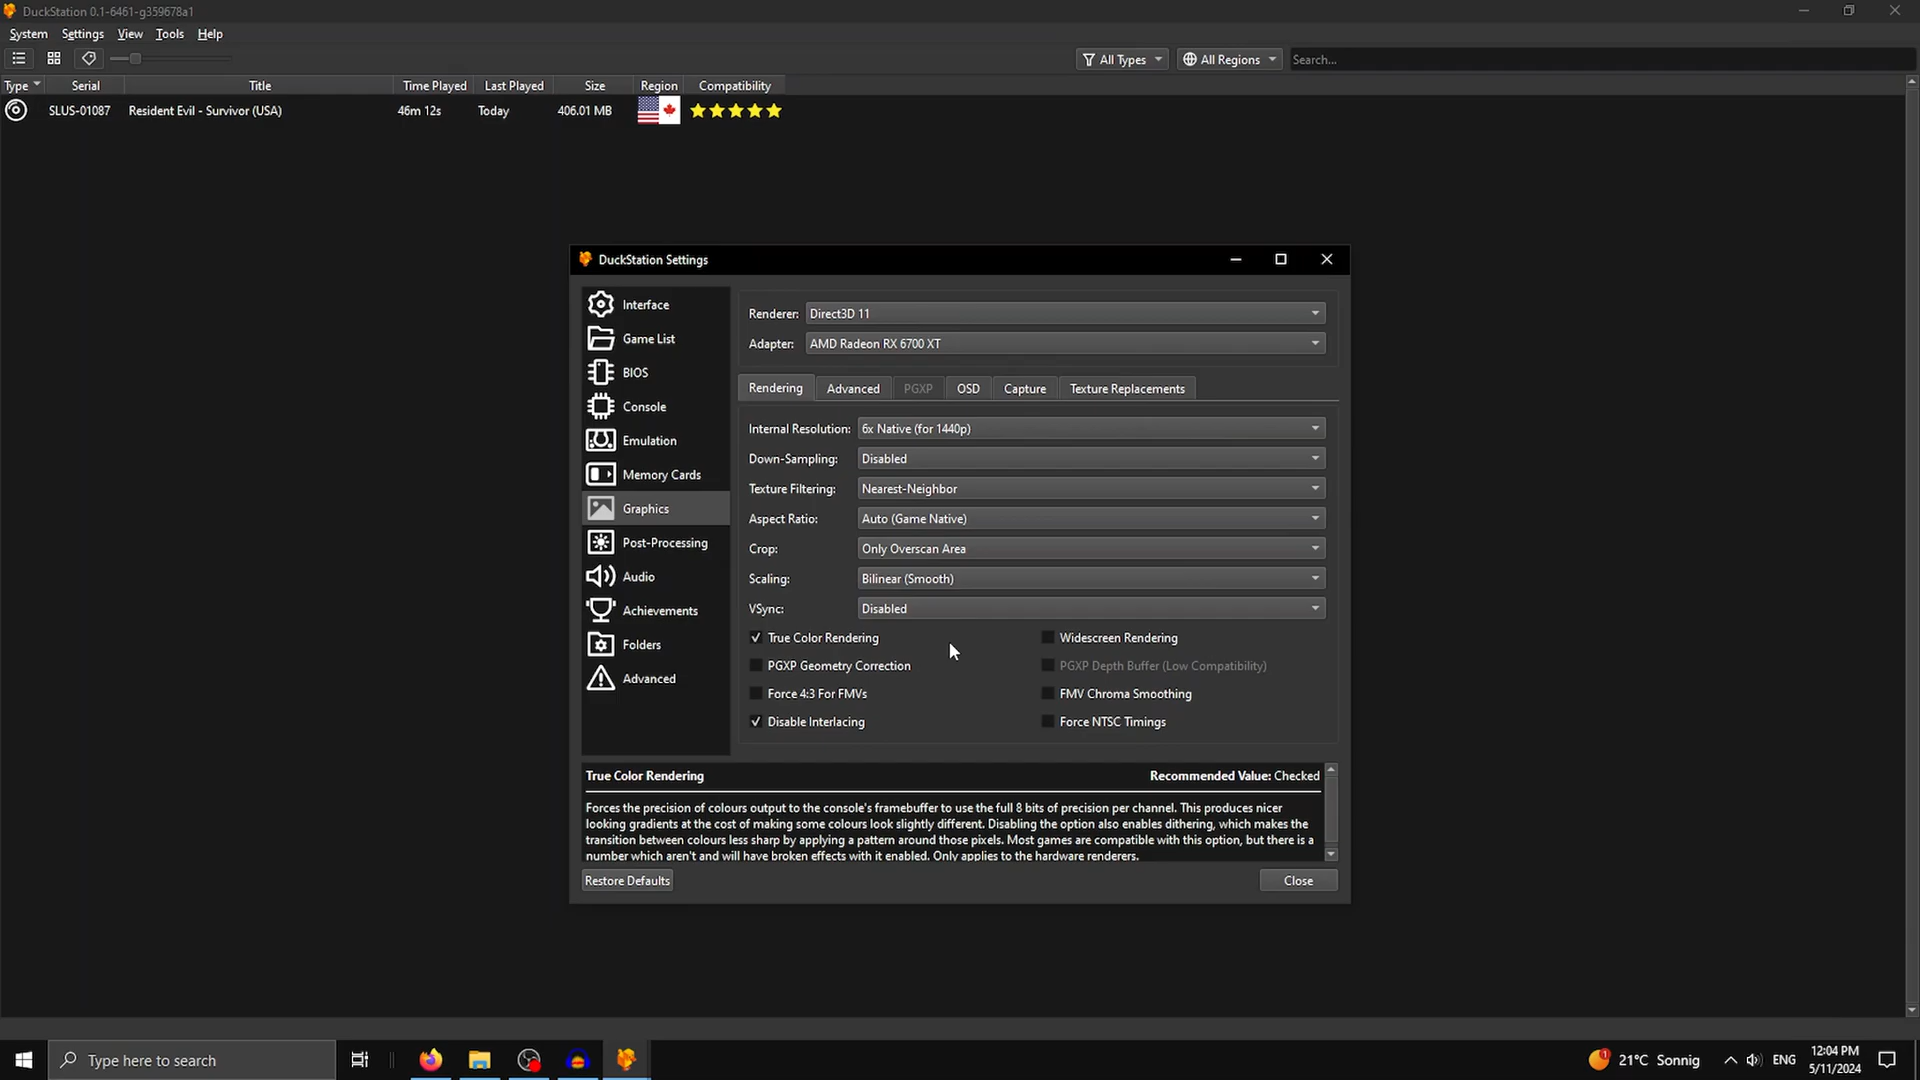 DuckStation 0.1-6461-g359678a1
System Settings View Tools Help
All Types All Regions Search...
Type Serial Title Time Played Last Played Size Region Compatibility
SLUS-01087 Resident Evil - Survivor (USA) 46m 12s Today 406.01 MB
DuckStation Settings
Interface
Game List
BIOS
Console
Emulation
Memory Cards
Graphics
Post-Processing
Audio
Achievements
Folders
Advanced
Renderer: Direct3D 11
Adapter: AMD Radeon RX 6700 XT
Rendering Advanced PGXP OSD Capture Texture Replacements
Internal Resolution: 6x Native (for 1440p)
Down-Sampling: Disabled
Texture Filtering: Nearest-Neighbor
Aspect Ratio: Auto (Game Native)
Crop: Only Overscan Area
Scaling: Bilinear (Smooth)
VSync: Disabled
True Color Rendering Widescreen Rendering
PGXP Geometry Correction PGXP Depth Buffer (Low Compatibility)
Force 4:3 For FMVs FMV Chroma Smoothing
Disable Interlacing Force NTSC Timings
True Color Rendering Recommended Value: Checked
Forces the precision of colours output to the console's framebuffer to use the full 8 bits of precision per channel. This produces nicer
looking gradients at the cost of making some colours look slightly different. Disabling the option also enables dithering, which makes the
transition between colours less sharp by applying a pattern around those pixels. Most games are compatible with this option, but there is a
number which aren't and will have broken effects with it enabled. Only applies to the hardware renderers.
Restore Defaults Close
Type here to search 1 21°C Sonnig ENG 12:04 PM
5/11/2024